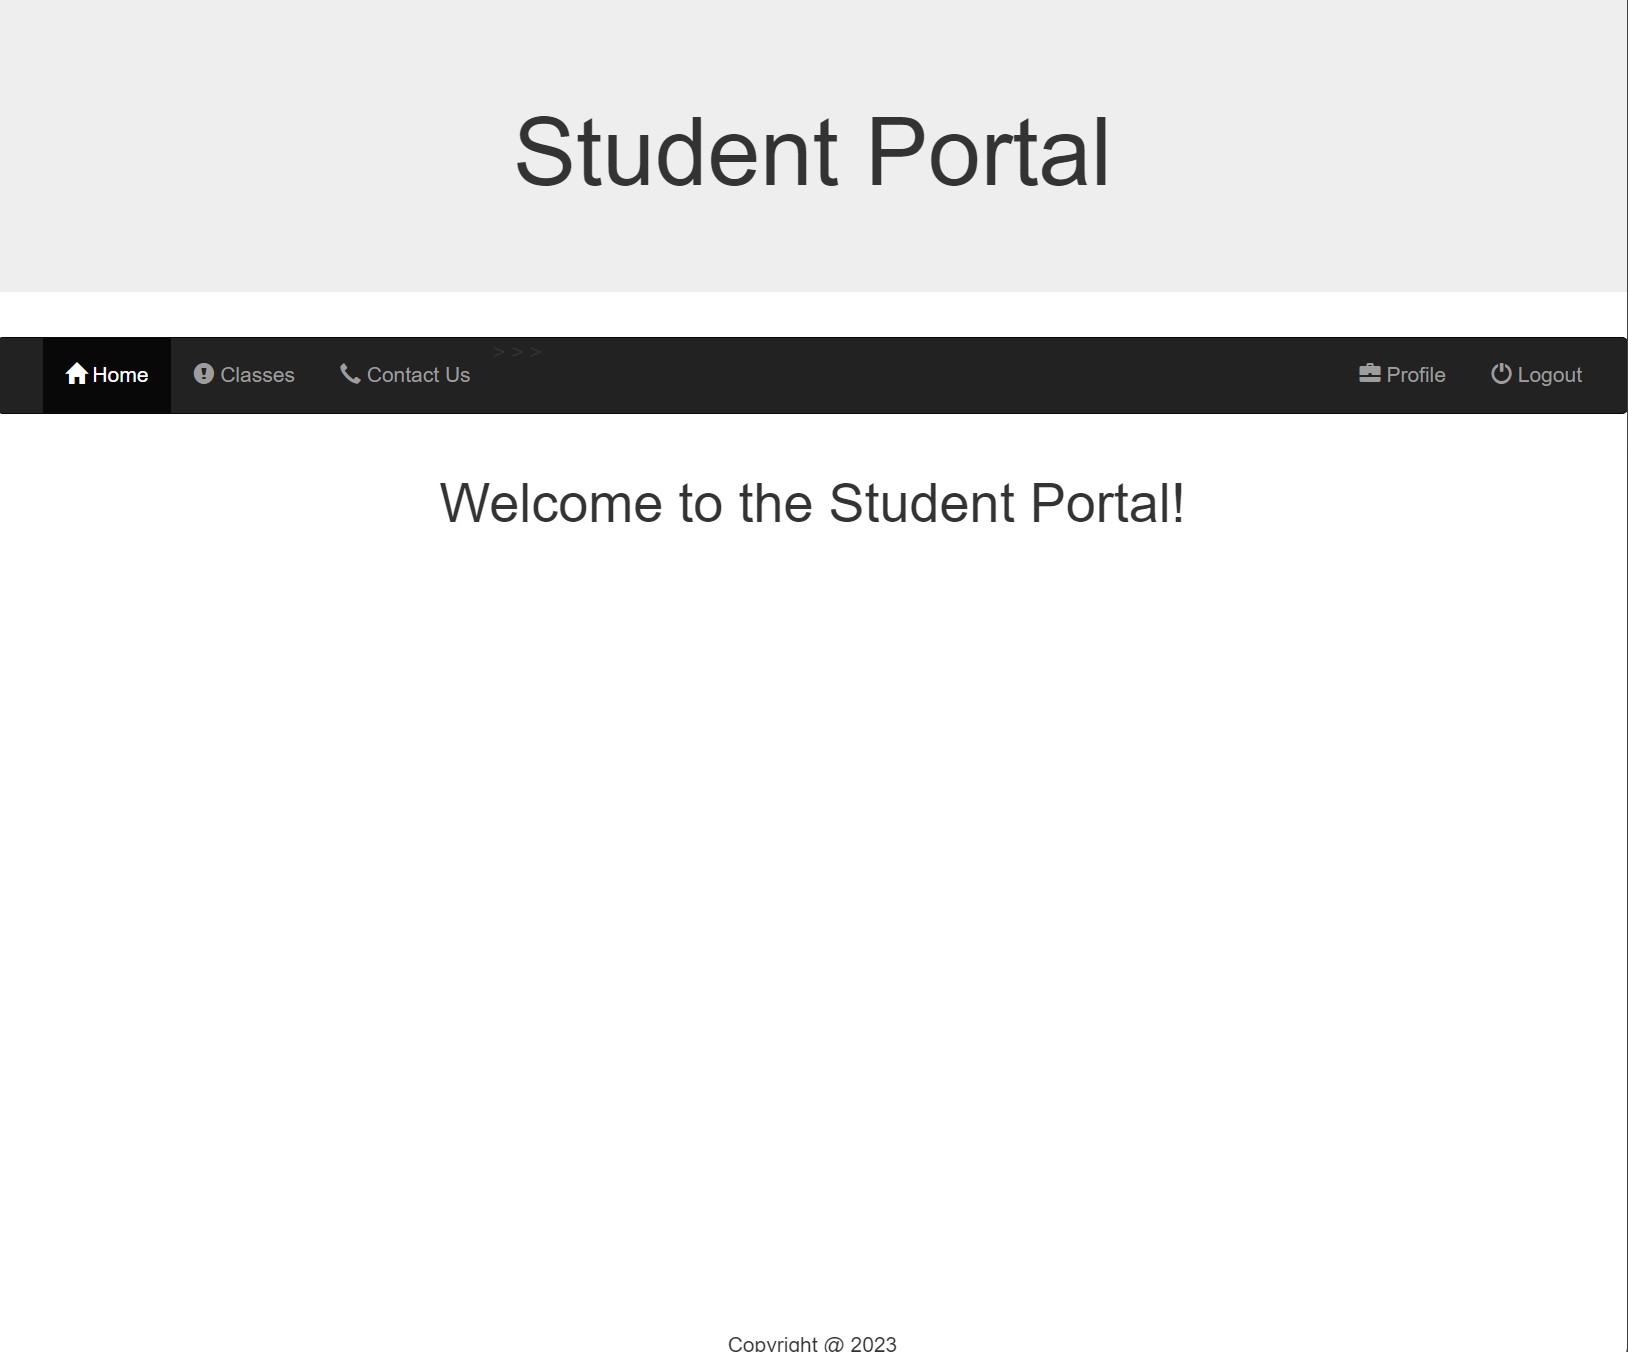 Student Portal
Home Classes Contact Us > > > Profile Logout
Welcome to the Student Portal!
Copyright @ 2023